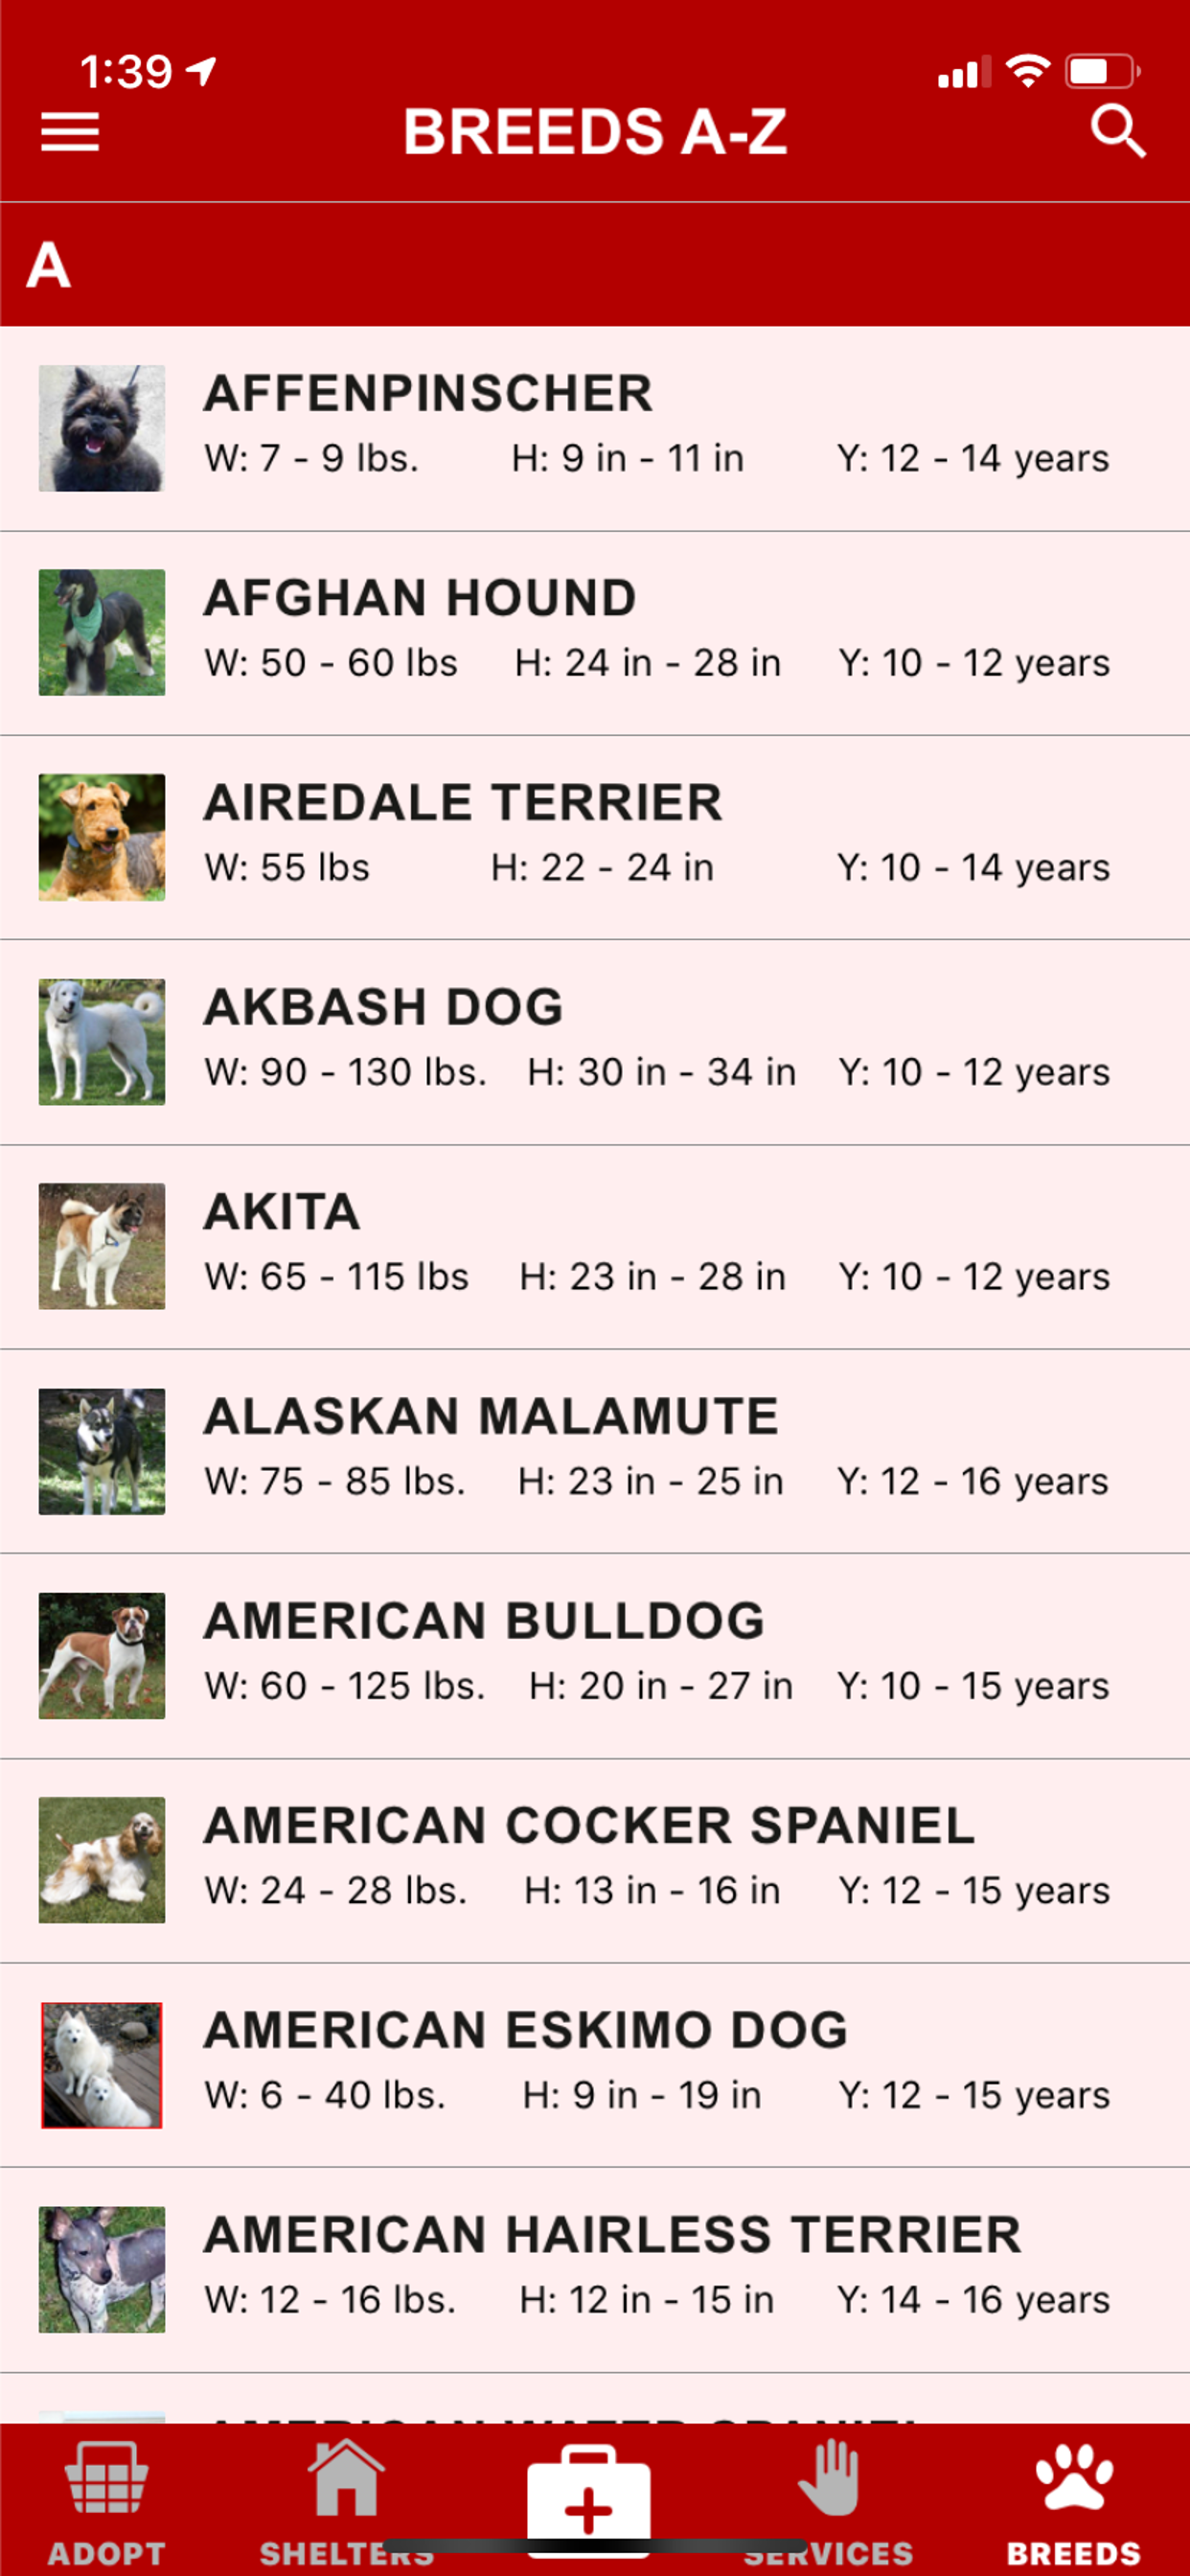 1:39
BREEDS A-Z
A
AFFENPINSCHER
W: 7 - 9 lbs. H: 9 in - 11 in Y: 12 - 14 years
AFGHAN HOUND
W: 50 - 60 lbs H: 24 in - 28 in Y: 10 - 12 years
AIREDALE TERRIER
W: 55 lbs H: 22 - 24 in Y: 10 - 14 years
AKBASH DOG
W: 90 - 130 lbs. H: 30 in - 34 in Y: 10 - 12 years
AKITA
W: 65 - 115 lbs H: 23 in - 28 in Y: 10 - 12 years
ALASKAN MALAMUTE
W: 75 - 85 lbs. H: 23 in - 25 in Y: 12 - 16 years
AMERICAN BULLDOG
W: 60 - 125 lbs. H: 20 in - 27 in Y: 10 - 15 years
AMERICAN COCKER SPANIEL
W: 24 - 28 lbs. H: 13 in - 16 in Y: 12 - 15 years
AMERICAN ESKIMO DOG
W: 6 - 40 lbs. H: 9 in - 19 in Y: 12 - 15 years
AMERICAN HAIRLESS TERRIER
W: 12 - 16 lbs. H: 12 in - 15 in Y: 14 - 16 years
ADOPT SHELTERS SERVICES BREEDS